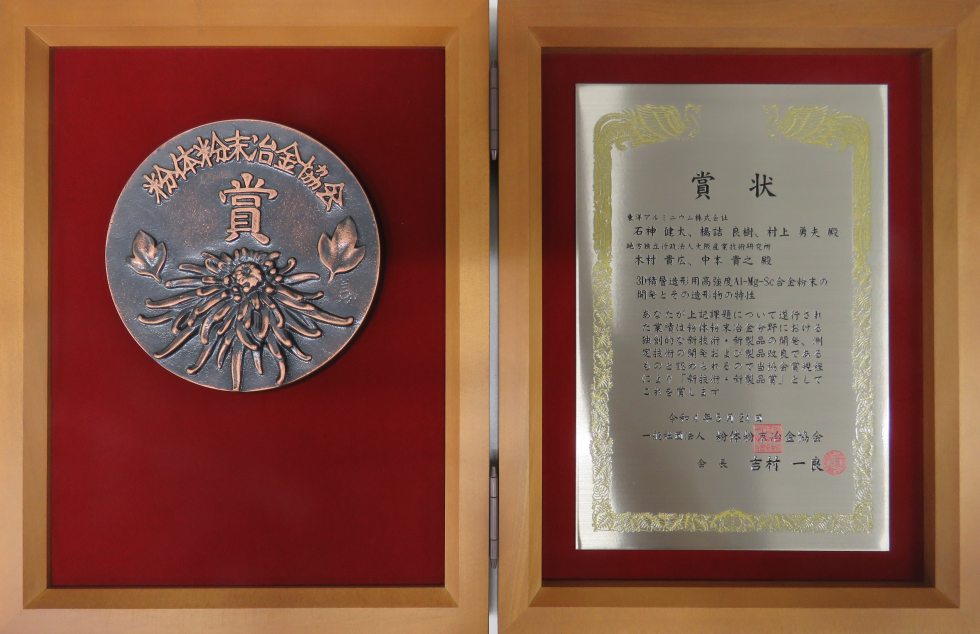 粉体粉末冶金協会
賞
賞 状
東洋アルミニウム株式会社
石神 健太、橋詰 良樹、村上 勇夫 殿
地方独立行政法人大阪産業技術研究所
木村 貴広、中本 貴之 殿
3D積層造形用高強度Al-Mg-Sc合金粉末の
開発とその造形物の特性
あなたが上記課題について遂行され
た業績は粉体粉末冶金分野における
独創的な新技術・新製品の開発、測
定技術の開発および製品改良である
ものと認められるので当協会賞規程
により「新技術・新製品賞」として
これを賞します
令和4年5月24日
一般社団法人 粉体粉末冶金協会
会 長 吉村 一良